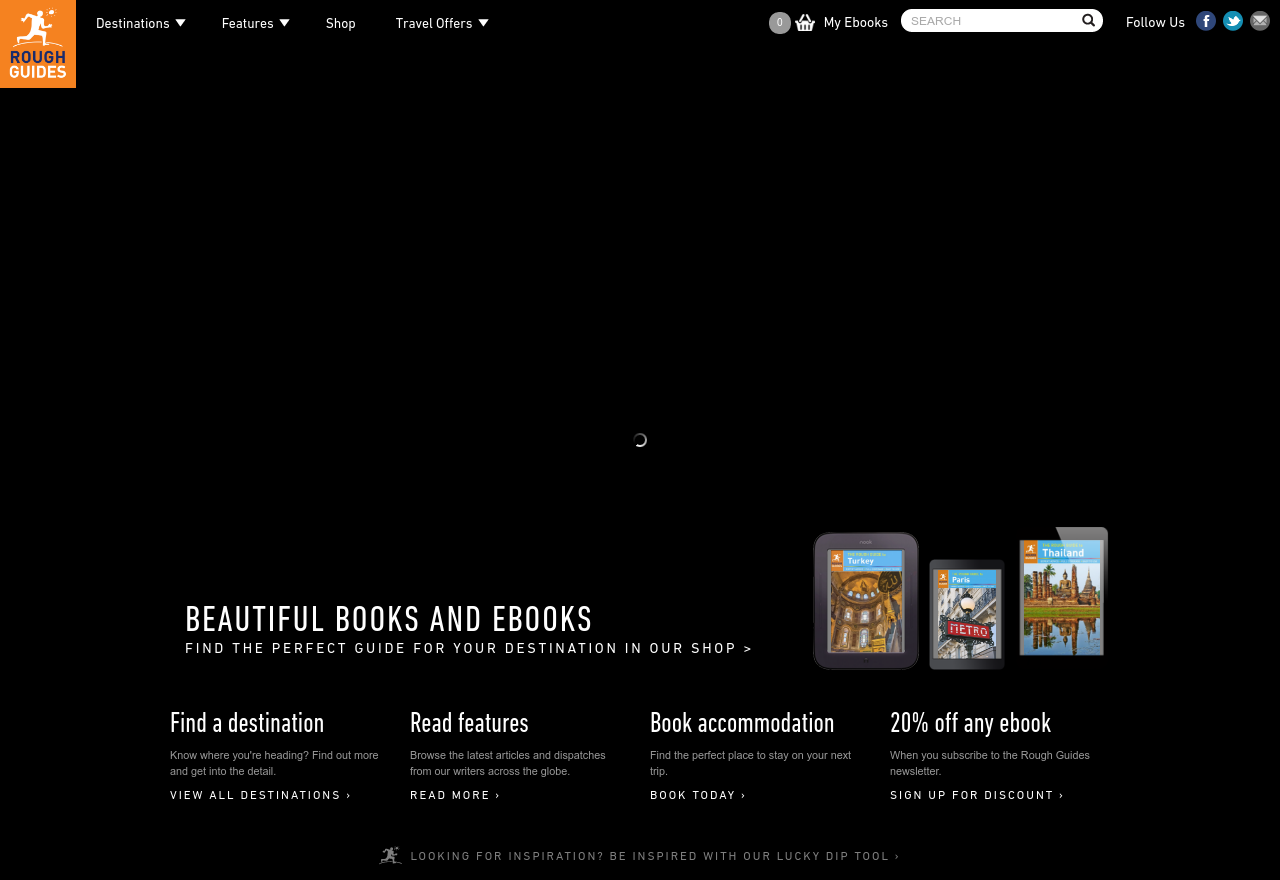 Destinations
Features
Shop
Travel Offers
0
My Ebooks
SEARCH
Follow Us
ROUGH
GUIDES
Turkey
Paris
METRO
Thailand
BEAUTIFUL BOOKS AND EBOOKS
FIND THE PERFECT GUIDE FOR YOUR DESTINATION IN OUR SHOP >
Find a destination
Know where you're heading? Find out more
and get into the detail.
VIEW ALL DESTINATIONS ›
Read features
Browse the latest articles and dispatches
from our writers across the globe.
READ MORE ›
Book accommodation
Find the perfect place to stay on your next
trip.
BOOK TODAY ›
20% off any ebook
When you subscribe to the Rough Guides
newsletter.
SIGN UP FOR DISCOUNT ›
LOOKING FOR INSPIRATION? BE INSPIRED WITH OUR LUCKY DIP TOOL ›